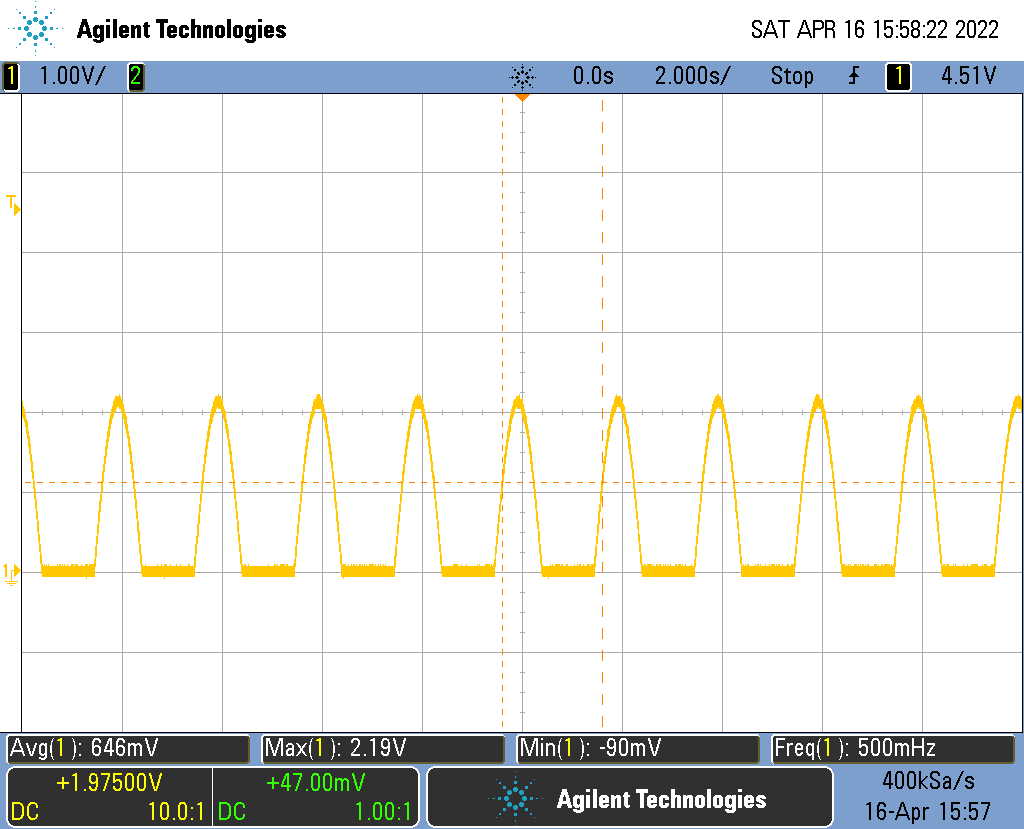 Agilent Technologies
SAT APR 16 15:58:22 2022
1 1.00V/ 2 0.0s 2.000s/ Stop 1 4.51V
T
1
Avg(1): 646mV Max(1): 2.19V Min(1): -90mV Freq(1): 500mHz
+1.97500V +47.00mV
DC 10.0:1 DC 1.00:1
Agilent Technologies
400kSa/s
16-Apr 15:57